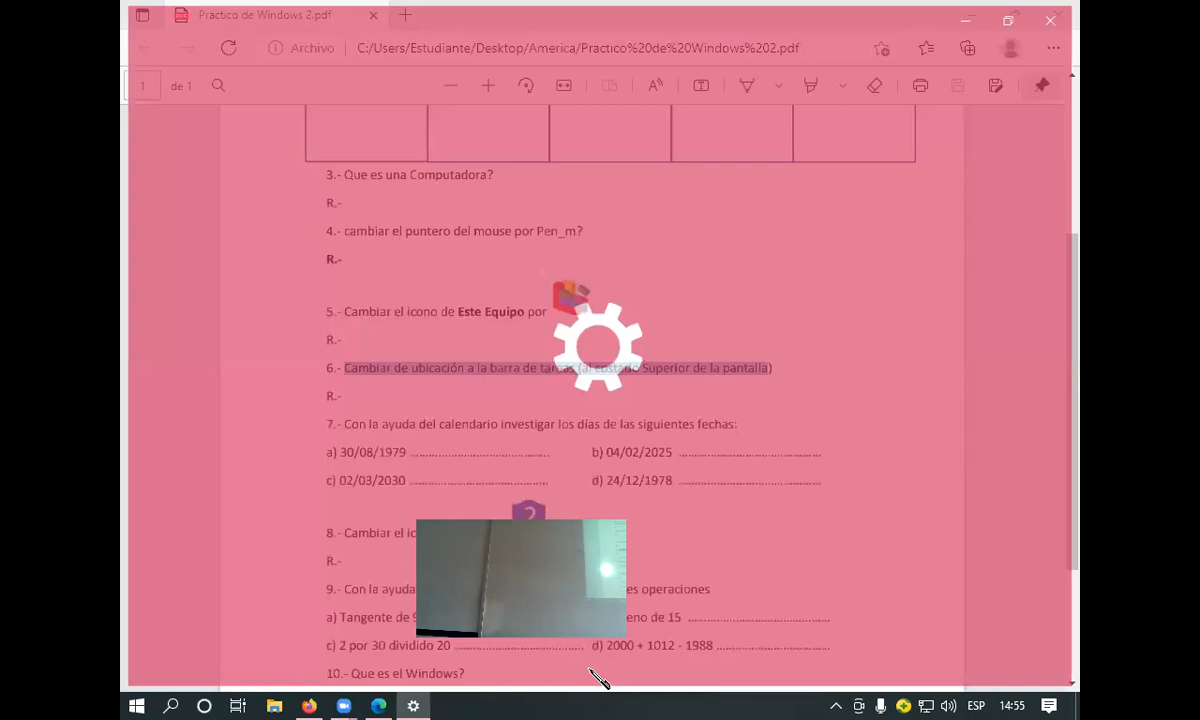 Practico de Windows 2.pdf
Archivo C:/Users/Estudiante/Desktop/America/Practico%20de%20Windows%202.pdf
1 de 1
3.- Que es una Computadora?
R.-
4.- cambiar el puntero del mouse por Pen_m?
R.-
5.- Cambiar el icono de Este Equipo por
R.-
6.- Cambiar de ubicación a la barra de tareas (al costado Superior de la pantalla)
R.-
7.- Con la ayuda del calendario investigar los días de las siguientes fechas:
a) 30/08/1979 ............................................... b) 04/02/2025 ...............................................
c) 02/03/2030 ............................................... d) 24/12/1978 ...............................................
8.- Cambiar el
R.-
9.- Con la ayuda operaciones
a) Tangente de de 15 ...............................................
c) 2 por 30 dividido 20 ............................................ d) 2000 + 1012 - 1988 ......................................
10.- Que es el Windows?
ESP 14:55